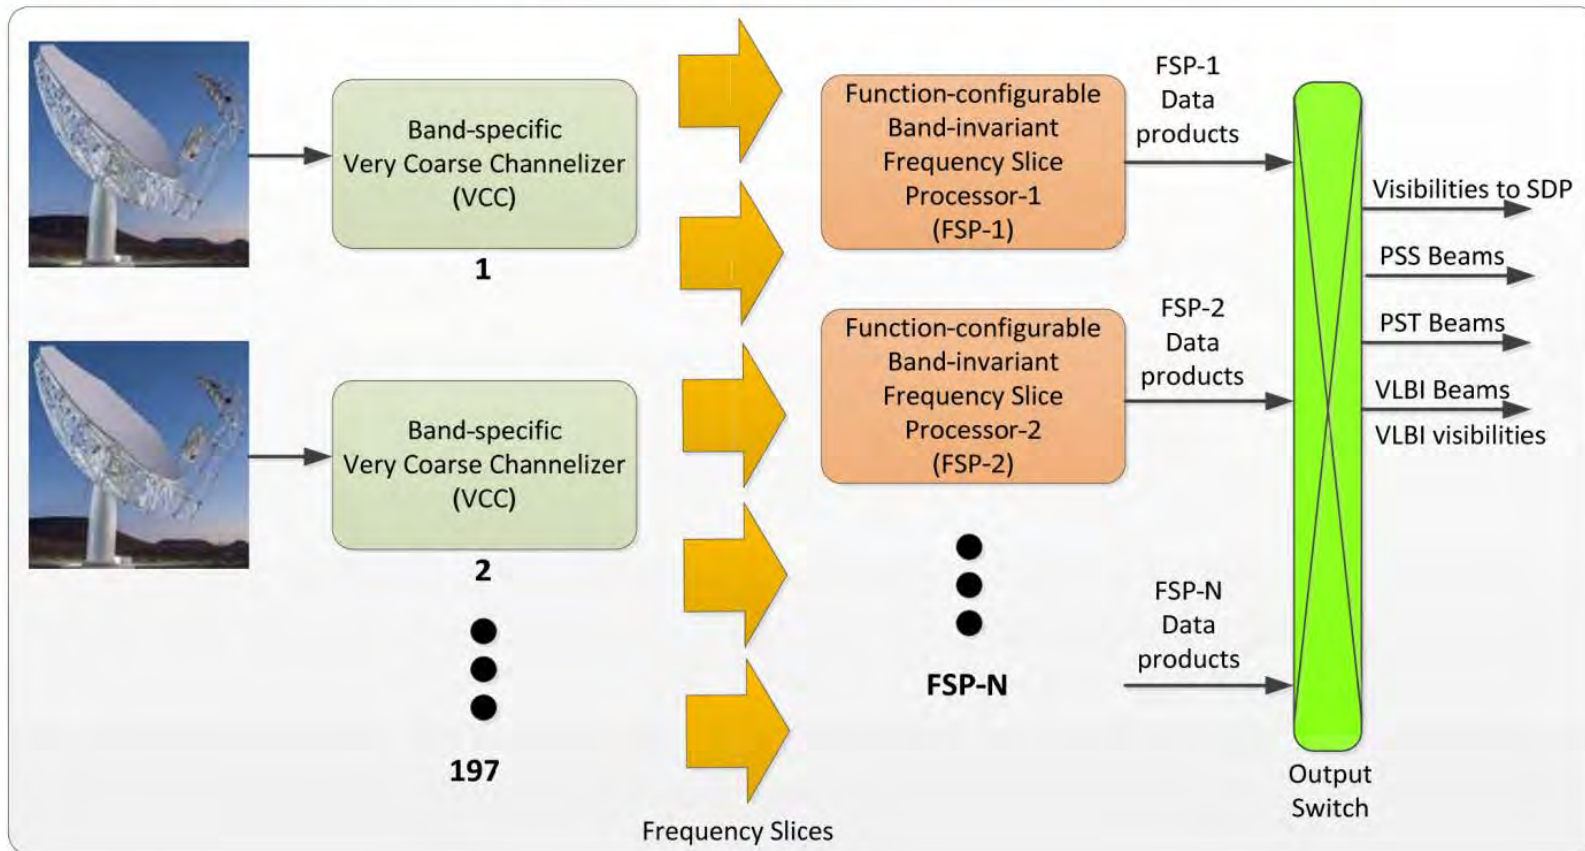 Band-specific
Very Coarse Channelizer
(VCC)
1
Band-specific
Very Coarse Channelizer
(VCC)
2
197
Frequency Slices
Function-configurable
Band-invariant
Frequency Slice
Processor-1
(FSP-1)
Function-configurable
Band-invariant
Frequency Slice
Processor-2
(FSP-2)
FSP-N
FSP-1
Data
products
FSP-2
Data
products
FSP-N
Data
products
Output
Switch
Visibilities to SDP
PSS Beams
PST Beams
VLBI Beams
VLBI visibilities